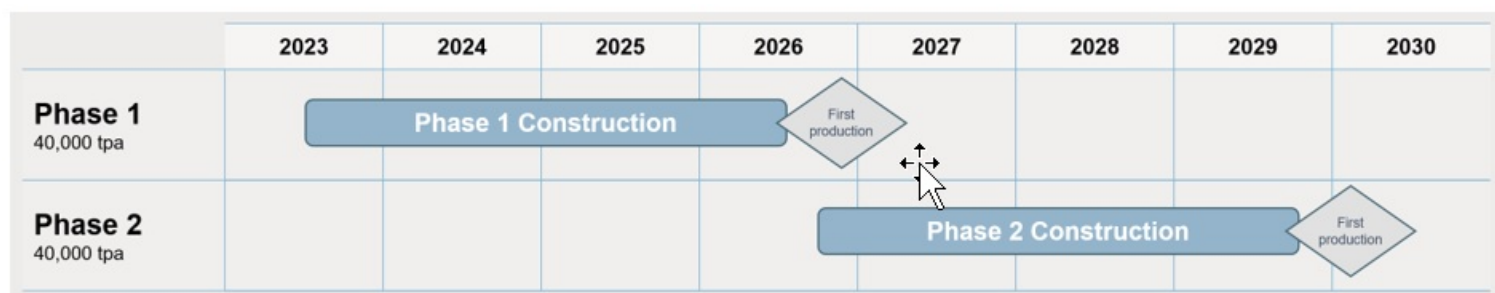 2023 2024 2025 2026 2027 2028 2029 2030
Phase 1
40,000 tpa
Phase 1 Construction
First
production
Phase 2
40,000 tpa
Phase 2 Construction
First
production